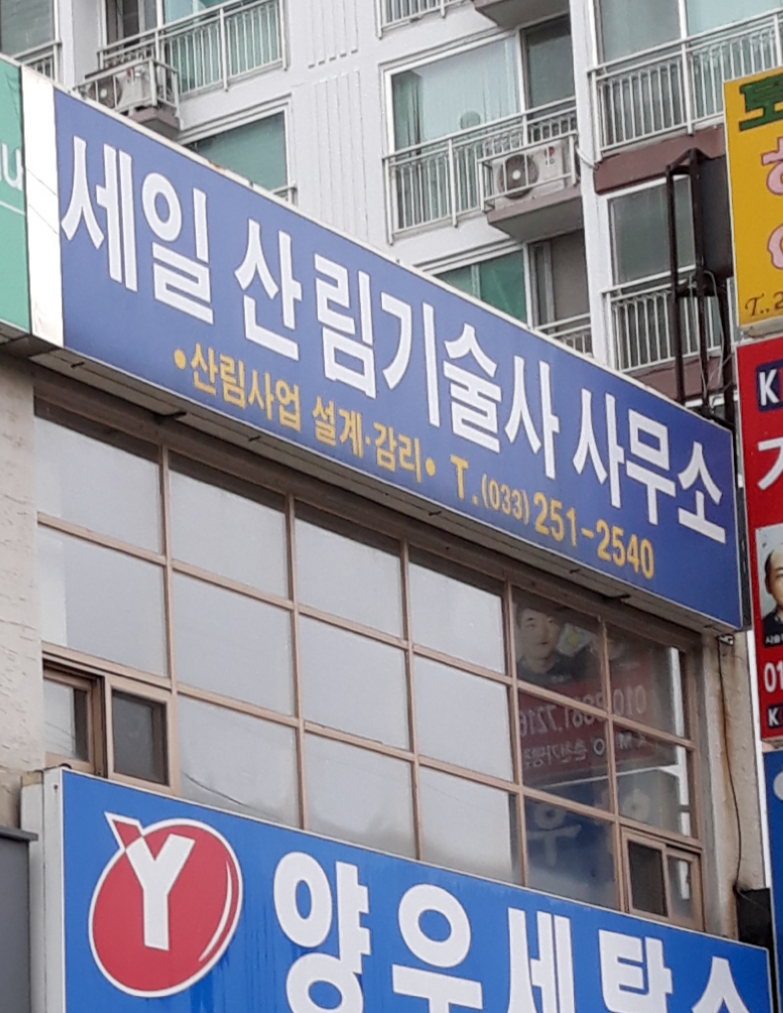 세일 산림기술사 사무소
•산림사업 설계·감리• T.(033)251-2540
Y 양우세탁소